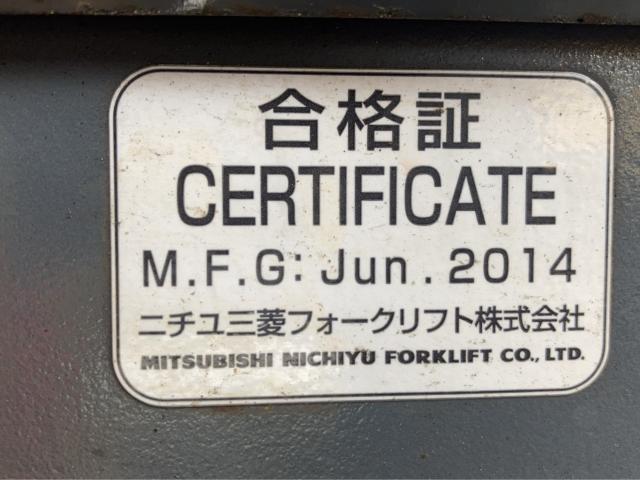 合格証
CERTIFICATE
M.F.G: Jun. 2014
ニチユ三菱フォークリフト株式会社
MITSUBISHI NICHIYU FORKLIFT CO., LTD.